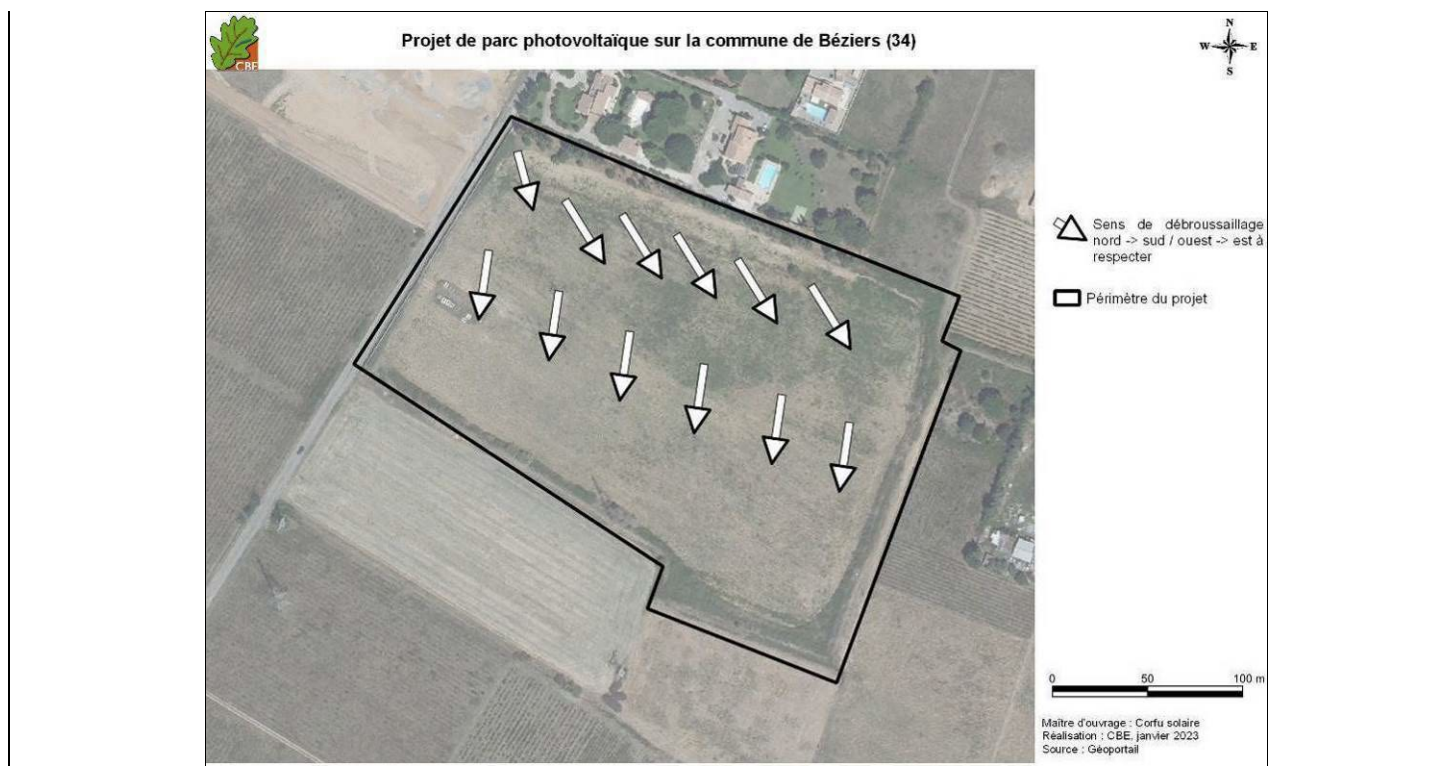 CBE
Projet de parc photovoltaïque sur la commune de Béziers (34)
N
W E
S
Sens de débroussaillage
nord -> sud / ouest -> est à
respecter
Périmètre du projet
0 50 100 m
Maître d'ouvrage : Corfu solaire
Réalisation : CBE, janvier 2023
Source : Géoportail